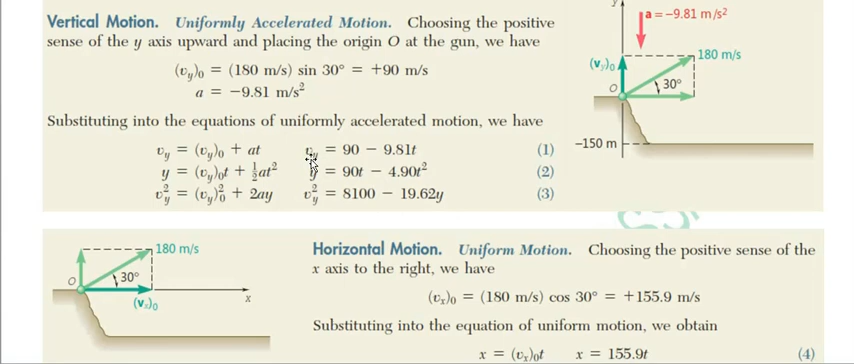 Vertical Motion. Uniformly Accelerated Motion. Choosing the positive
sense of the y axis upward and placing the origin O at the gun, we have
(v_y)_0 = (180 m/s) sin 30° = +90 m/s
a = −9.81 m/s²
Substituting into the equations of uniformly accelerated motion, we have
v_y = (v_y)_0 + at v_y = 90 − 9.81t (1)
y = (v_y)_0 t + ½at² y = 90t − 4.90t² (2)
v_y² = (v_y)_0² + 2ay v_y² = 8100 − 19.62y (3)
y
a = −9.81 m/s²
180 m/s
(v_y)_0
30°
O
−150 m
180 m/s
30°
O
(v_x)_0
x
Horizontal Motion. Uniform Motion. Choosing the positive sense of the
x axis to the right, we have
(v_x)_0 = (180 m/s) cos 30° = +155.9 m/s
Substituting into the equation of uniform motion, we obtain
x = (v_x)_0 t x = 155.9t (4)